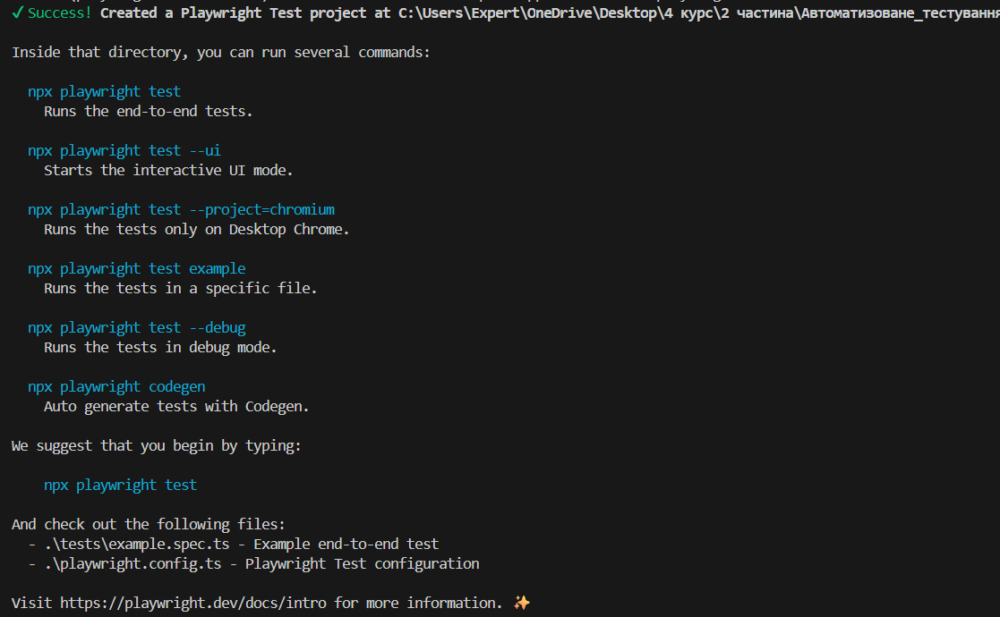 ✓ Success! Created a Playwright Test project at C:\Users\Expert\OneDrive\Desktop\4 курс\2 частина\Автоматизоване_тестування
Inside that directory, you can run several commands:
npx playwright test
Runs the end-to-end tests.
npx playwright test --ui
Starts the interactive UI mode.
npx playwright test --project=chromium
Runs the tests only on Desktop Chrome.
npx playwright test example
Runs the tests in a specific file.
npx playwright test --debug
Runs the tests in debug mode.
npx playwright codegen
Auto generate tests with Codegen.
We suggest that you begin by typing:
npx playwright test
And check out the following files:
- .\tests\example.spec.ts - Example end-to-end test
- .\playwright.config.ts - Playwright Test configuration
Visit https://playwright.dev/docs/intro for more information. ✨